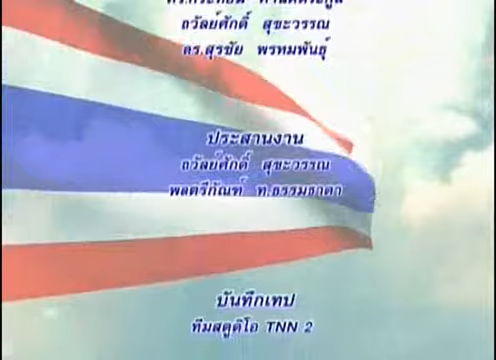 ถวัลย์ศักดิ์ สุขะวรรณ
ดร.สุรชัย พรหมพันธุ์
ประสานงาน
ถวัลย์ศักดิ์ สุขะวรรณ
พลตรีกัณฑ์ ท.ธรรมธาดา
บันทึกเทป
ทีมสตูดิโอ TNN 2